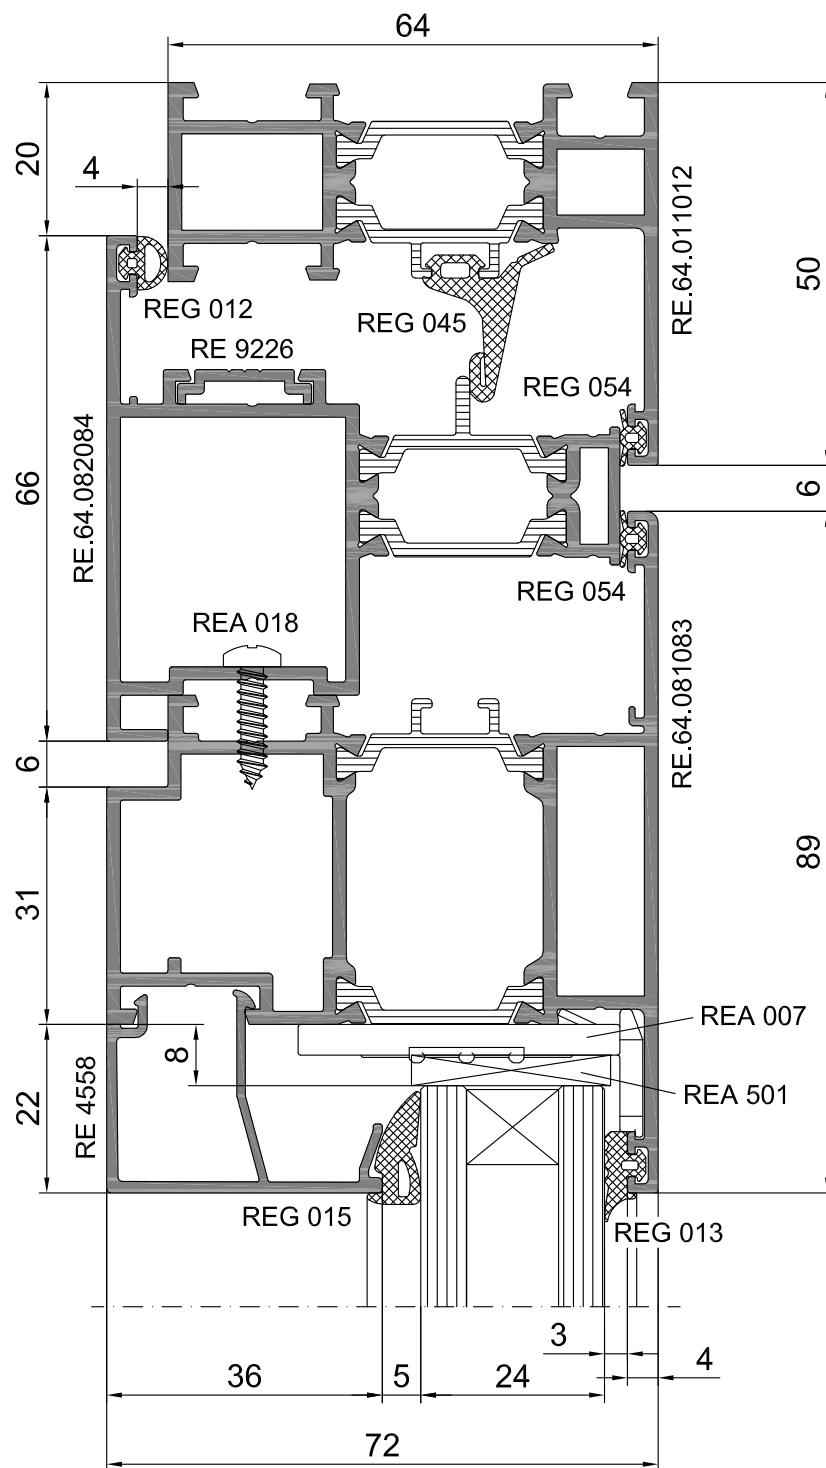 64
20
4
RE.64.011012
50
REG 012
REG 045
RE 9226
REG 054
66
RE.64.082084
6
REG 054
REA 018
RE.64.081083
6
89
31
REA 007
8
REA 501
22
RE 4558
REG 015
REG 013
3
4
36
5
24
72